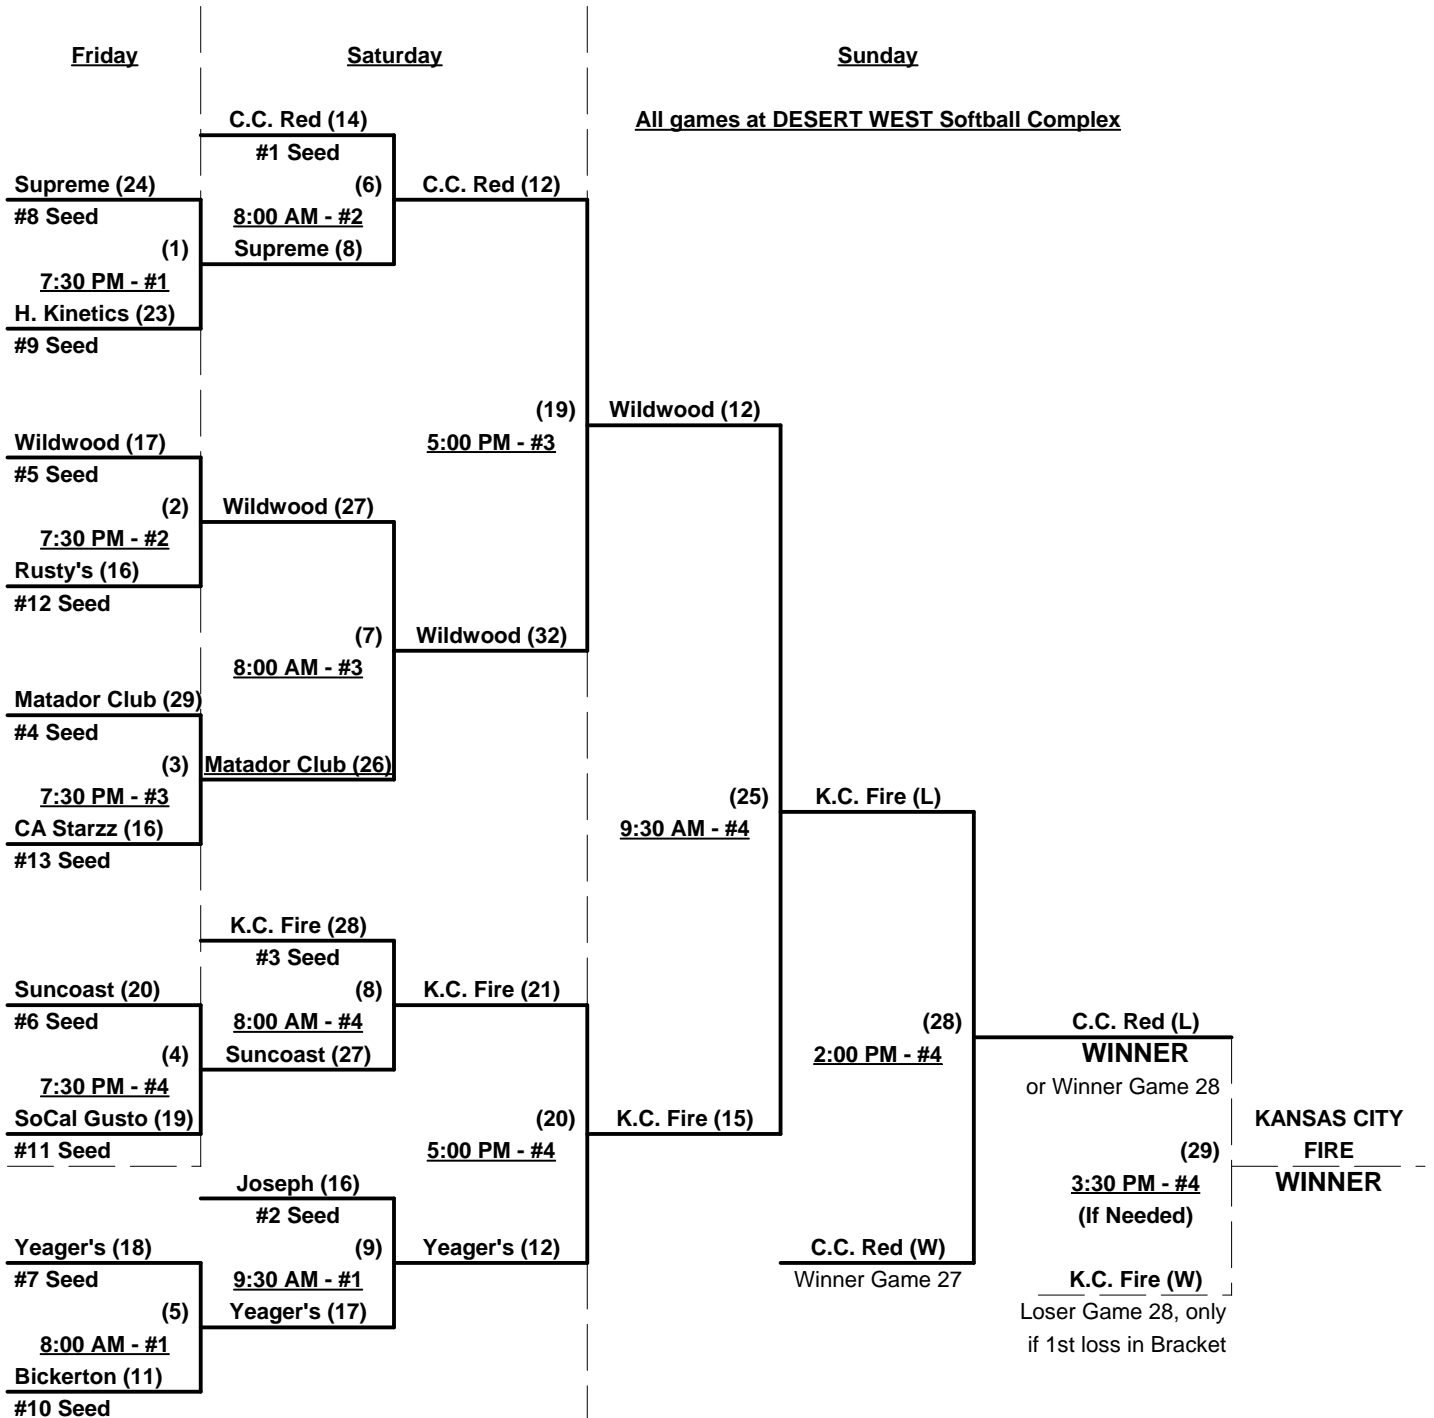 Friday
Saturday
Sunday
All games at DESERT WEST Softball Complex
C.C. Red (14)
#1 Seed
Supreme (24)
(6)
C.C. Red (12)
#8 Seed
8:00 AM - #2
(1)
Supreme (8)
7:30 PM - #1
H. Kinetics (23)
#9 Seed
(19)
Wildwood (12)
5:00 PM - #3
Wildwood (17)
#5 Seed
(2)
Wildwood (27)
7:30 PM - #2
Rusty's (16)
#12 Seed
(7)
Wildwood (32)
8:00 AM - #3
Matador Club (29)
#4 Seed
(3)
Matador Club (26)
7:30 PM - #3
CA Starzz (16)
#13 Seed
(25)
K.C. Fire (L)
9:30 AM - #4
K.C. Fire (28)
#3 Seed
Suncoast (20)
(8)
K.C. Fire (21)
#6 Seed
8:00 AM - #4
(4)
Suncoast (27)
7:30 PM - #4
SoCal Gusto (19)
#11 Seed
(28)
C.C. Red (L)
2:00 PM - #4
WINNER
or Winner Game 28
(20)
K.C. Fire (15)
5:00 PM - #4
KANSAS CITY
FIRE
WINNER
(29)
3:30 PM - #4
(If Needed)
Joseph (16)
#2 Seed
Yeager's (18)
(9)
Yeager's (12)
#7 Seed
9:30 AM - #1
(5)
Yeager's (17)
8:00 AM - #1
Bickerton (11)
#10 Seed
C.C. Red (W)
Winner Game 27
K.C. Fire (W)
Loser Game 28, only
if 1st loss in Bracket